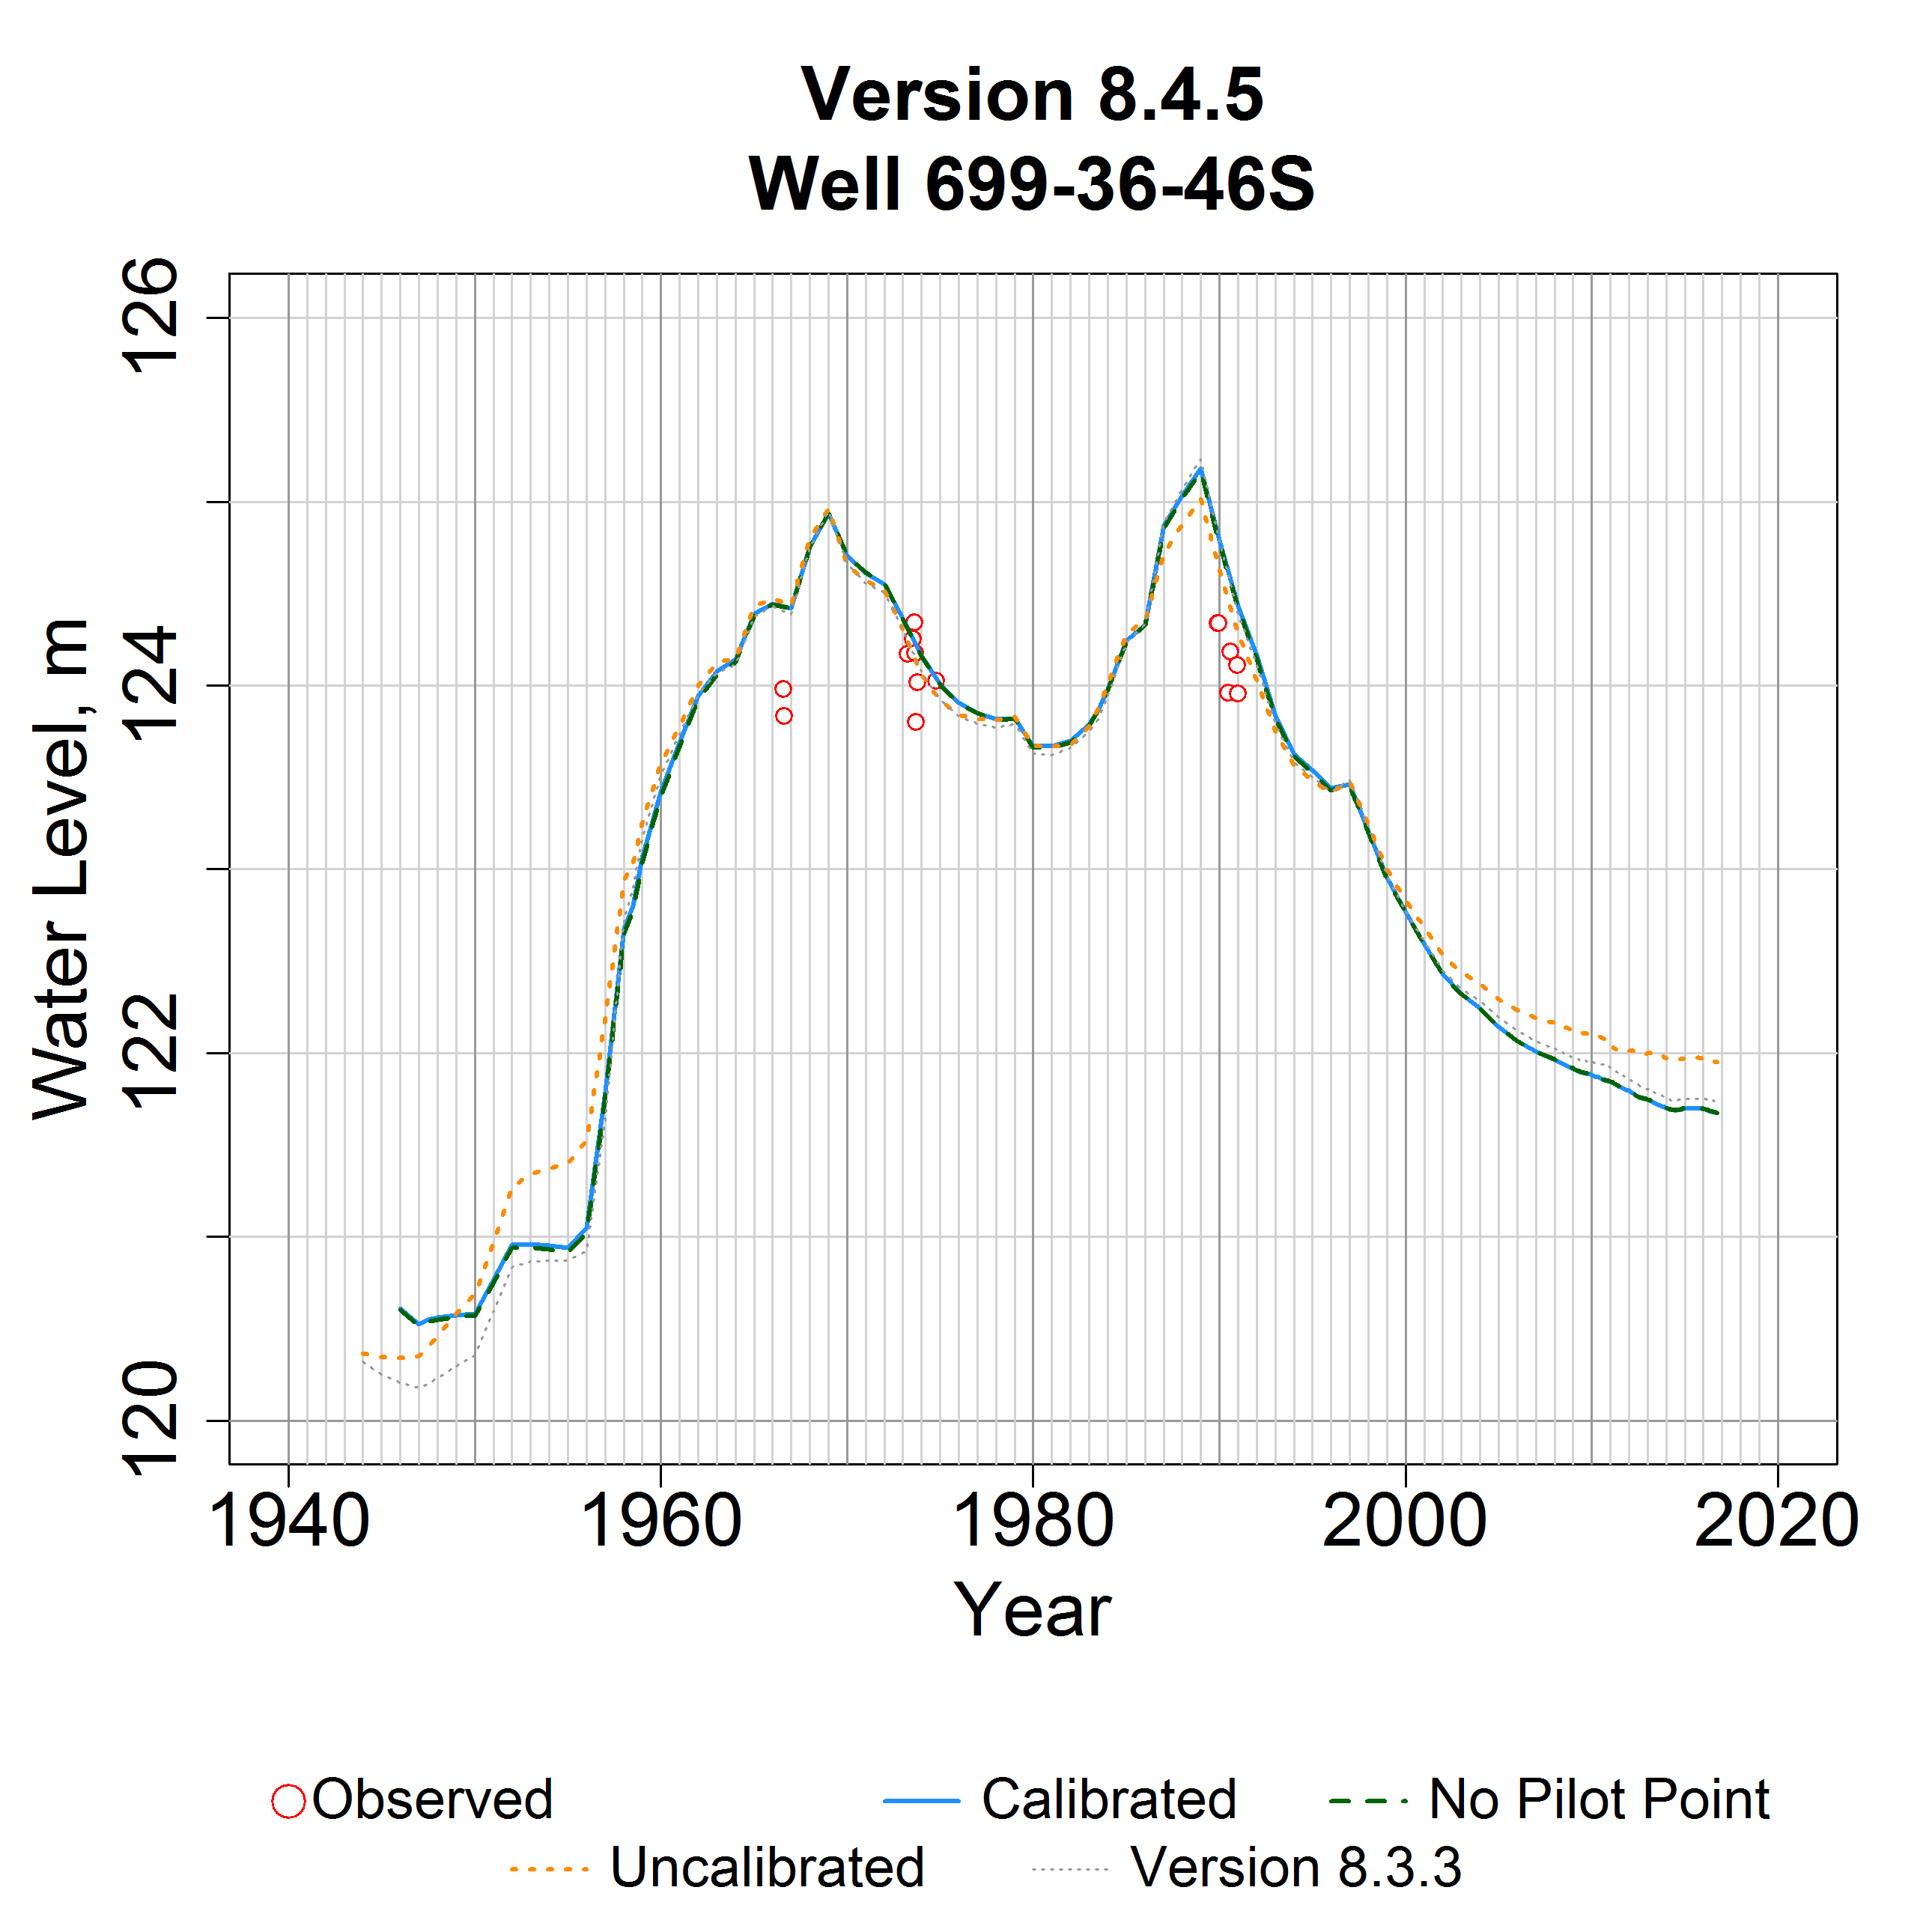 Version 8.4.5
Well 699-36-46S
Water Level, m
126
124
122
120
1940 1960 1980 2000 2020
Year
Observed Calibrated No Pilot Point
Uncalibrated Version 8.3.3